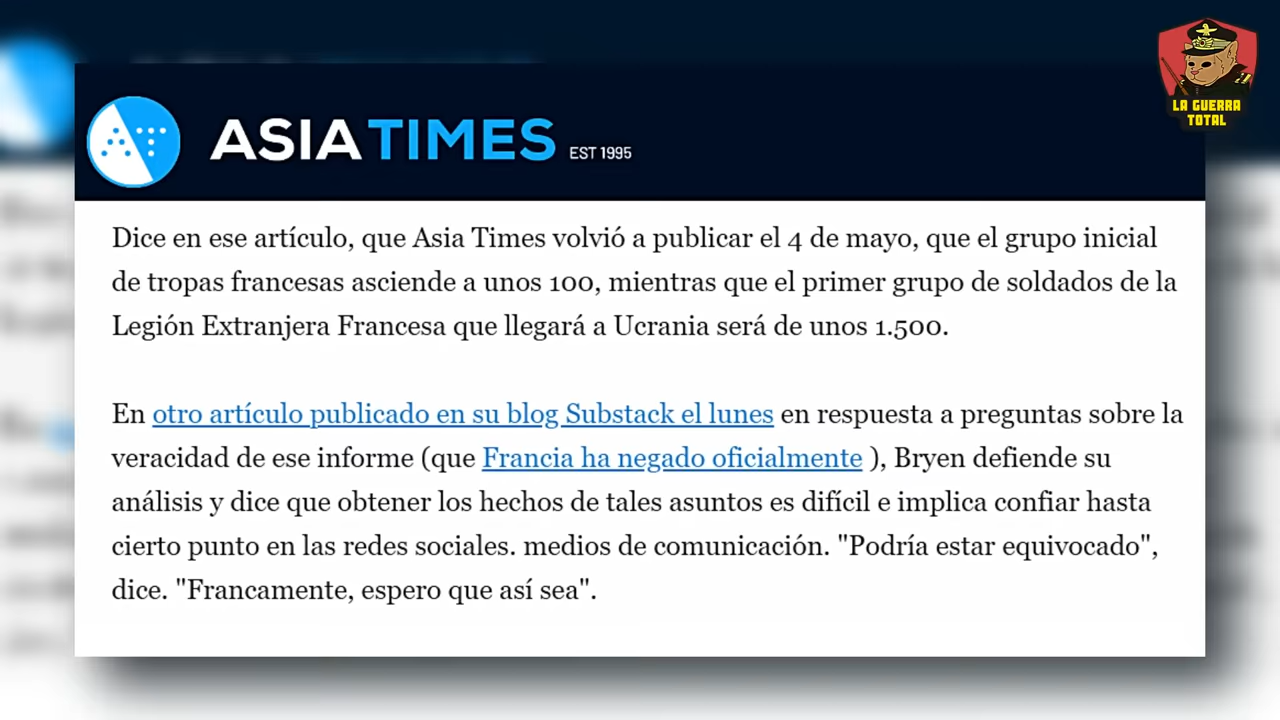 LA GUERRA
TOTAL
ASIA TIMES EST 1995
Dice en ese artículo, que Asia Times volvió a publicar el 4 de mayo, que el grupo inicial
de tropas francesas asciende a unos 100, mientras que el primer grupo de soldados de la
Legión Extranjera Francesa que llegará a Ucrania será de unos 1.500.
En otro artículo publicado en su blog Substack el lunes en respuesta a preguntas sobre la
veracidad de ese informe (que Francia ha negado oficialmente ), Bryen defiende su
análisis y dice que obtener los hechos de tales asuntos es difícil e implica confiar hasta
cierto punto en las redes sociales. medios de comunicación. "Podría estar equivocado",
dice. "Francamente, espero que así sea".